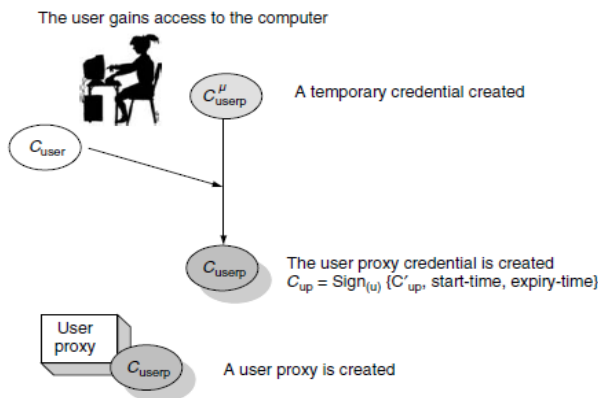 The user gains access to the computer
C^μ_userp
A temporary credential created
C_user
C_userp
The user proxy credential is created
C_up = Sign_(u) {C′_up, start-time, expiry-time}
User
proxy
C_userp
A user proxy is created